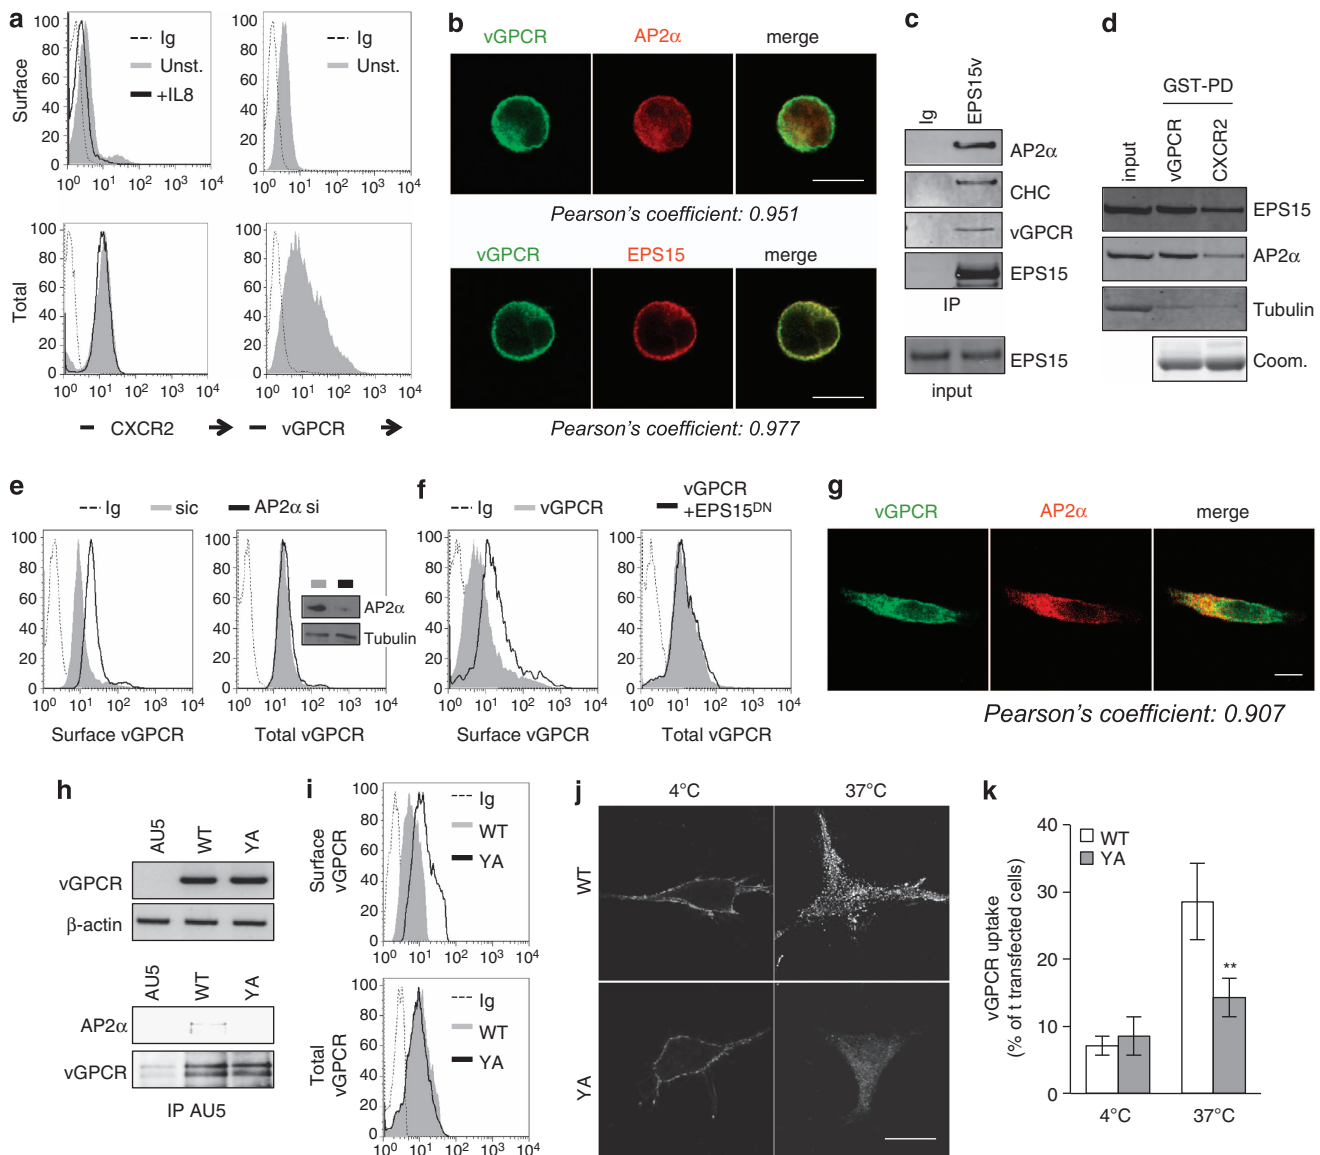 a
Surface
100
80
60
40
20
0
Ig
Unst.
+IL8
10⁰ 10¹ 10² 10³ 10⁴
100
80
60
40
20
0
Ig
Unst.
10⁰ 10¹ 10² 10³ 10⁴
Total
100
80
60
40
20
0
10⁰ 10¹ 10² 10³ 10⁴
100
80
60
40
20
0
10⁰ 10¹ 10² 10³ 10⁴
CXCR2
vGPCR
b
vGPCR AP2α merge
Pearson's coefficient: 0.951
vGPCR EPS15 merge
Pearson's coefficient: 0.977
c
Ig
EPS15v
AP2α
CHC
vGPCR
EPS15
IP
EPS15
input
d
GST-PD
input
vGPCR
CXCR2
EPS15
AP2α
Tubulin
Coom.
e
Ig sic AP2α si
100
80
60
40
20
0
10⁰ 10¹ 10² 10³ 10⁴
Surface vGPCR
100
80
60
40
20
0
AP2α
Tubulin
10⁰ 10¹ 10² 10³ 10⁴
Total vGPCR
f
Ig vGPCR
vGPCR
+EPS15ᴰᴺ
100
80
60
40
20
0
10⁰ 10¹ 10² 10³ 10⁴
Surface vGPCR
100
80
60
40
20
0
10⁰ 10¹ 10² 10³ 10⁴
Total vGPCR
g
vGPCR AP2α merge
Pearson's coefficient: 0.907
h
AU5
WT
YA
vGPCR
β-actin
AU5
WT
YA
AP2α
vGPCR
IP AU5
i
Surface
vGPCR
100
80
60
40
20
0
Ig
WT
YA
10⁰ 10¹ 10² 10³ 10⁴
Total
vGPCR
100
80
60
40
20
0
Ig
WT
YA
10⁰ 10¹ 10² 10³ 10⁴
j
4°C 37°C
WT
YA
k
vGPCR uptake
(% of t transfected cells)
40
30
20
10
0
WT
YA
**
4°C 37°C